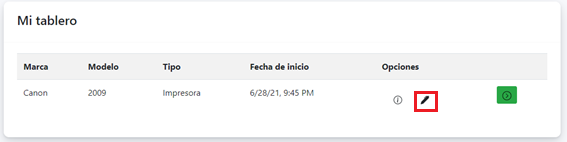 Mi tablero
Marca Modelo Tipo Fecha de inicio Opciones
Canon 2009 Impresora 6/28/21, 9:45 PM